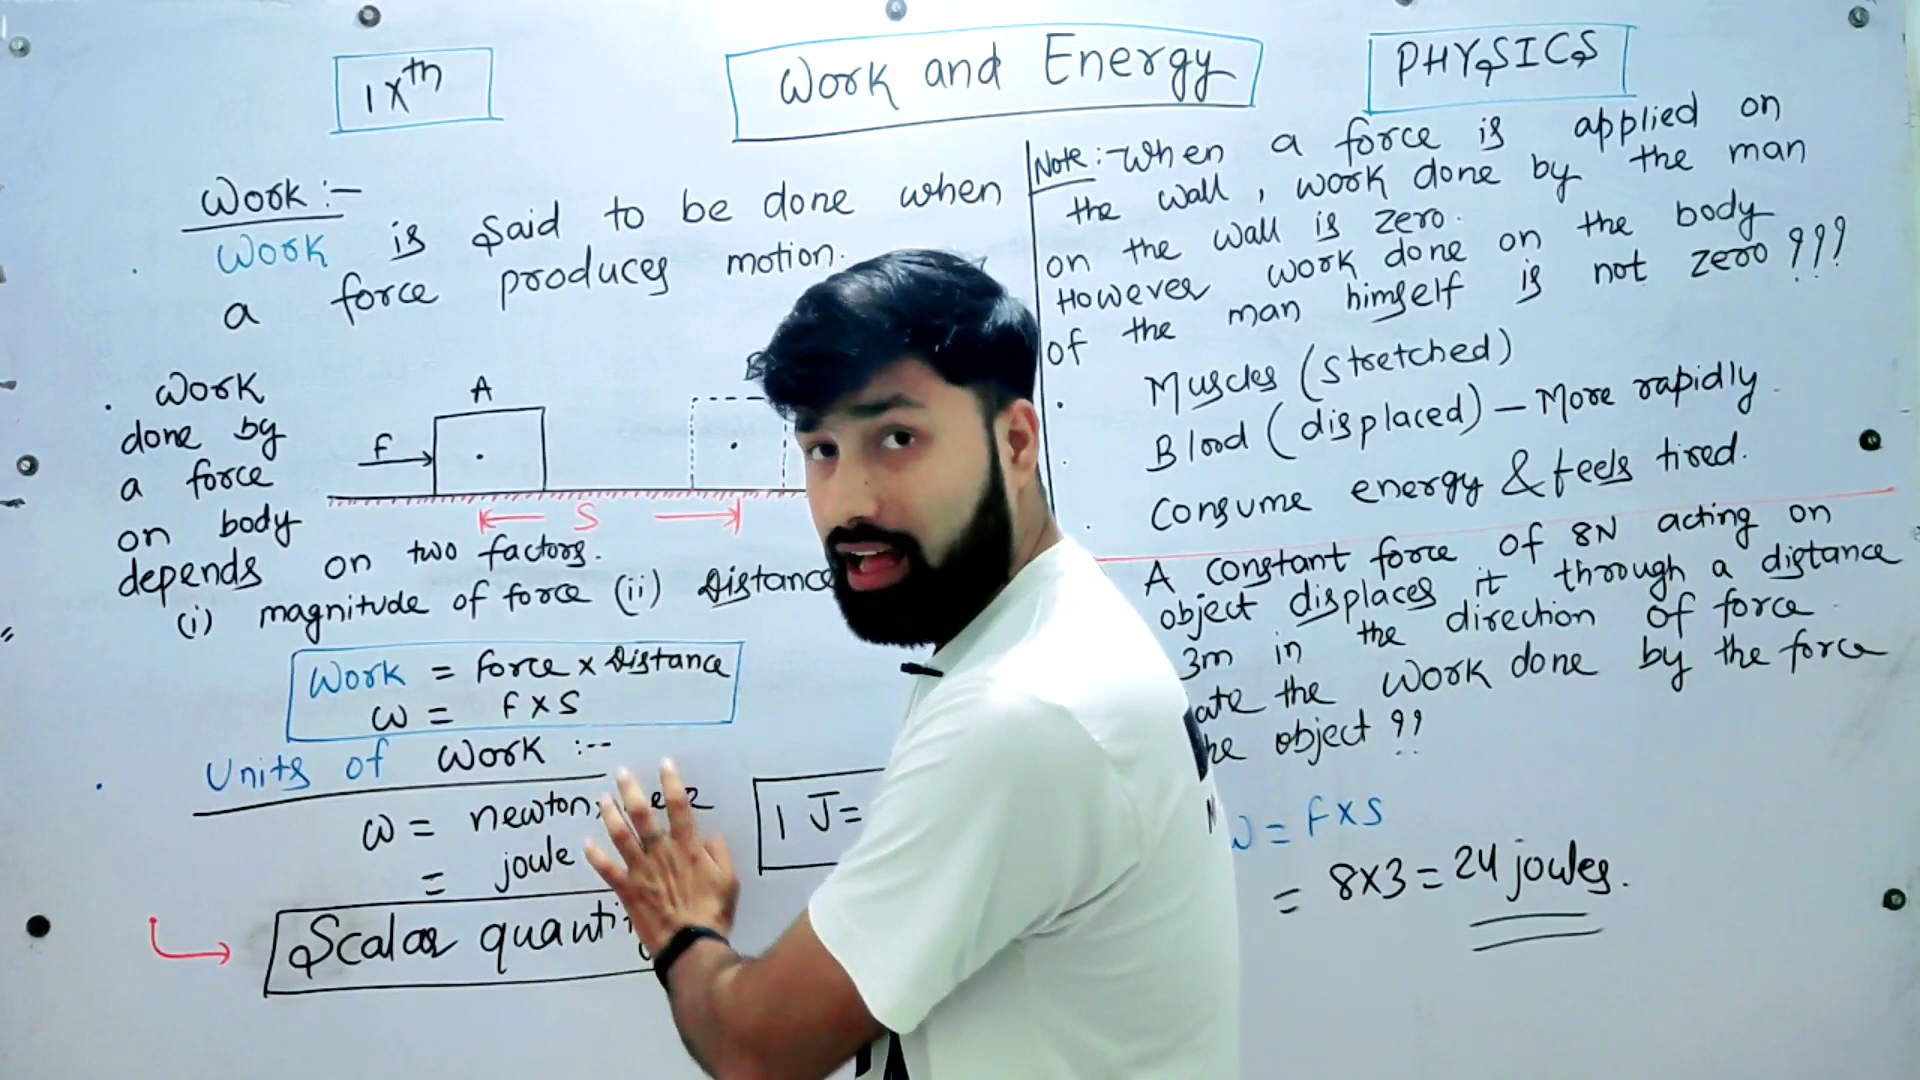 IXth
Work and Energy
PHYSICS
Work :-
Work is said to be done when
a force produces motion.
. Work
done by
a force
on body
depends on two factors.
(i) magnitude of force (ii) Distance
A
F
S
Work = Force x Distance
W = F x S
. Units of Work :--
W = newton
= joule
1 J=
Scalar
Note :- When a force is applied on
the wall, work done by the man
on the wall is zero.
However work done on the body
of the man himself is not zero ???
. Muscles (stretched)
. Blood (displaced) - More rapidly.
. Consume energy & feels tired.
A constant force of 8N acting on
object displaces it through a distance
3m in the direction of force.
the work done by the force
object ??
W = F x S
= 8x3 = 24 joules.